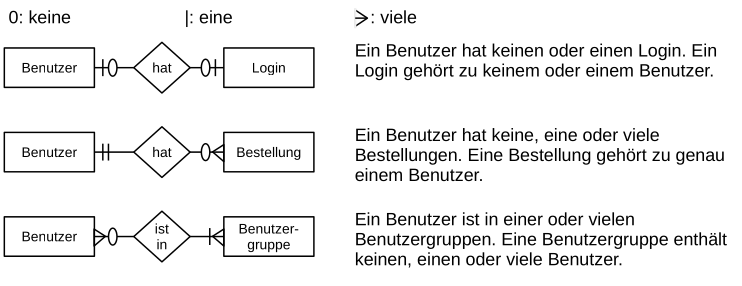 0: keine
|: eine
: viele
Benutzer
hat
Login
Ein Benutzer hat keinen oder einen Login. Ein
Login gehört zu keinem oder einem Benutzer.
Benutzer
hat
Bestellung
Ein Benutzer hat keine, eine oder viele
Bestellungen. Eine Bestellung gehört zu genau
einem Benutzer.
Benutzer
ist
in
Benutzer-
gruppe
Ein Benutzer ist in einer oder vielen
Benutzergruppen. Eine Benutzergruppe enthält
keinen, einen oder viele Benutzer.